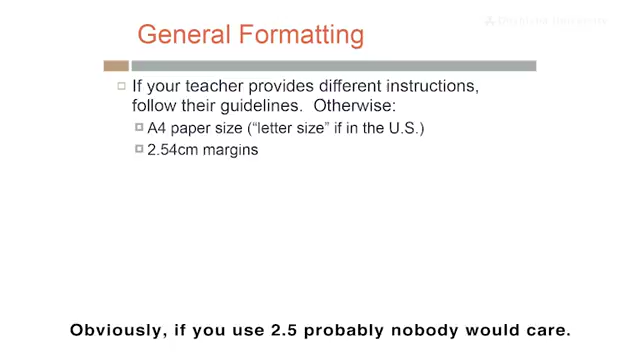 General Formatting
If your teacher provides different instructions,
follow their guidelines. Otherwise:
A4 paper size (“letter size” if in the U.S.)
2.54cm margins
Obviously, if you use 2.5 probably nobody would care.